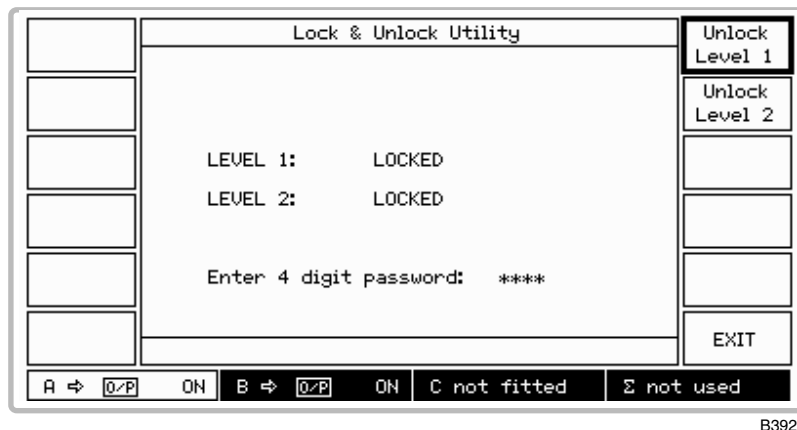 Lock & Unlock Utility
Unlock
Level 1
Unlock
Level 2
LEVEL 1: LOCKED
LEVEL 2: LOCKED
Enter 4 digit password: ****
EXIT
A ⇨ O/P ON B ⇨ O/P ON C not fitted Σ not used
B392